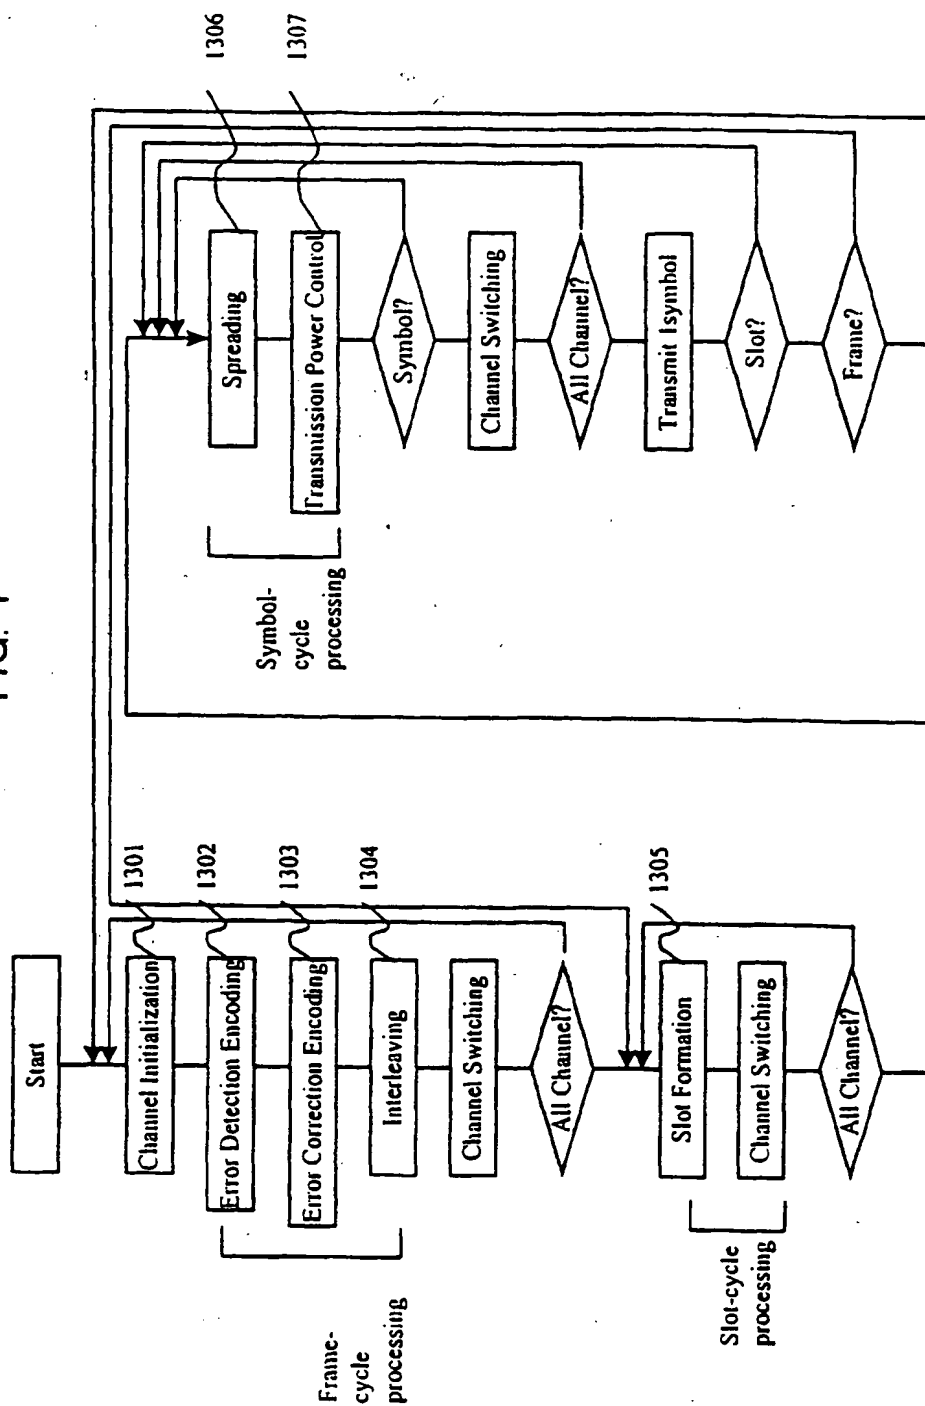 Start
Channel Initialization
1301
Error Detection Encoding
1302
Error Correction Encoding
1303
Interleaving
1304
Channel Switching
All Channel?
Frame-
cycle
processing
Slot Formation
1305
Channel Switching
All Channel?
Slot-cycle
processing
Spreading
1306
Transmission Power Control
1307
Symbol-
cycle
processing
Symbol?
Channel Switching
All Channel?
Transmit 1symbol
Slot?
Frame?